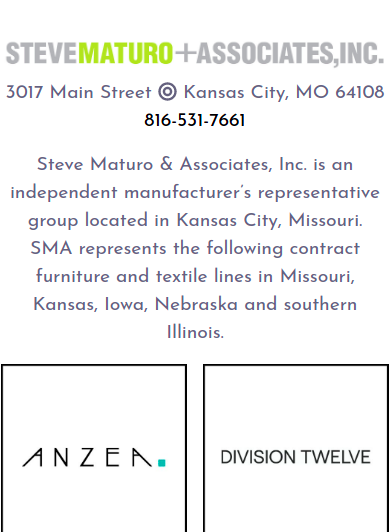 STEVEMATURO+ASSOCIATES,INC.
3017 Main Street ⌾ Kansas City, MO 64108
816-531-7661
Steve Maturo & Associates, Inc. is an
independent manufacturer's representative
group located in Kansas City, Missouri.
SMA represents the following contract
furniture and textile lines in Missouri,
Kansas, Iowa, Nebraska and southern
Illinois.
ANZEA.
DIVISION TWELVE